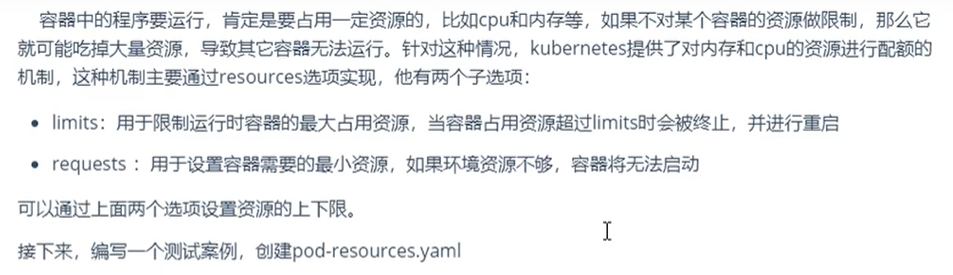 容器中的程序要运行，肯定是要占用一定资源的，比如cpu和内存等，如果不对某个容器的资源做限制，那么它
就可能吃掉大量资源，导致其它容器无法运行。针对这种情况，kubernetes提供了对内存和cpu的资源进行配额的
机制，这种机制主要通过resources选项实现，他有两个子选项：
• limits：用于限制运行时容器的最大占用资源，当容器占用资源超过limits时会被终止，并进行重启
• requests ：用于设置容器需要的最小资源，如果环境资源不够，容器将无法启动
可以通过上面两个选项设置资源的上下限。
接下来，编写一个测试案例，创建pod-resources.yaml